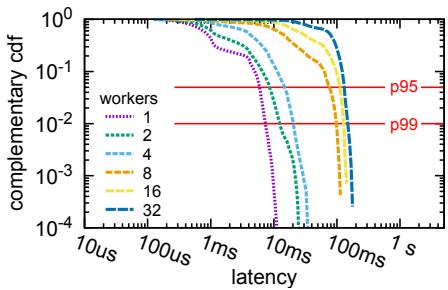 complementary cdf
10^0
10^-1
10^-2
10^-3
10^-4
p95
p99
workers
1
2
4
8
16
32
10us
100us
1ms
10ms
100ms
1 s
latency